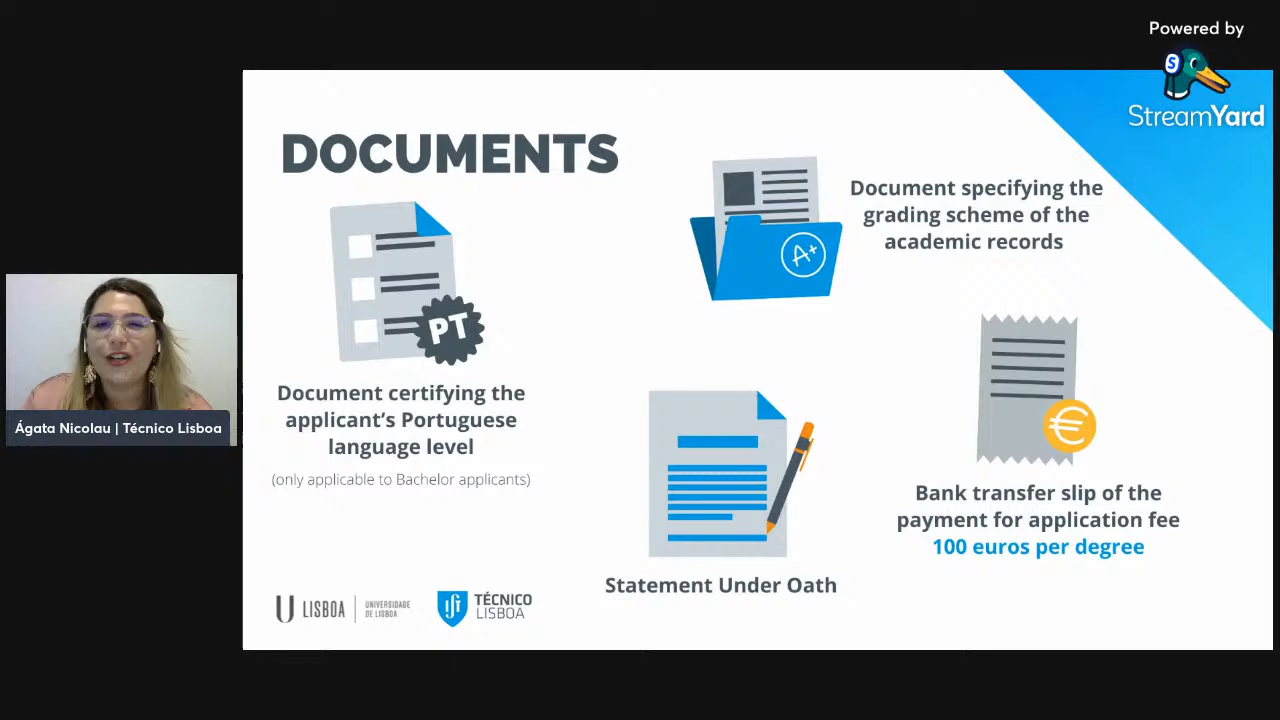 Powered by
StreamYard
DOCUMENTS
Document specifying the
grading scheme of the
academic records
A+
PT
Document certifying the
applicant’s Portuguese
language level
(only applicable to Bachelor applicants)
Ágata Nicolau | Técnico Lisboa
€
Bank transfer slip of the
payment for application fee
100 euros per degree
Statement Under Oath
U LISBOA | UNIVERSIDADE
DE LISBOA
TÉCNICO
LISBOA